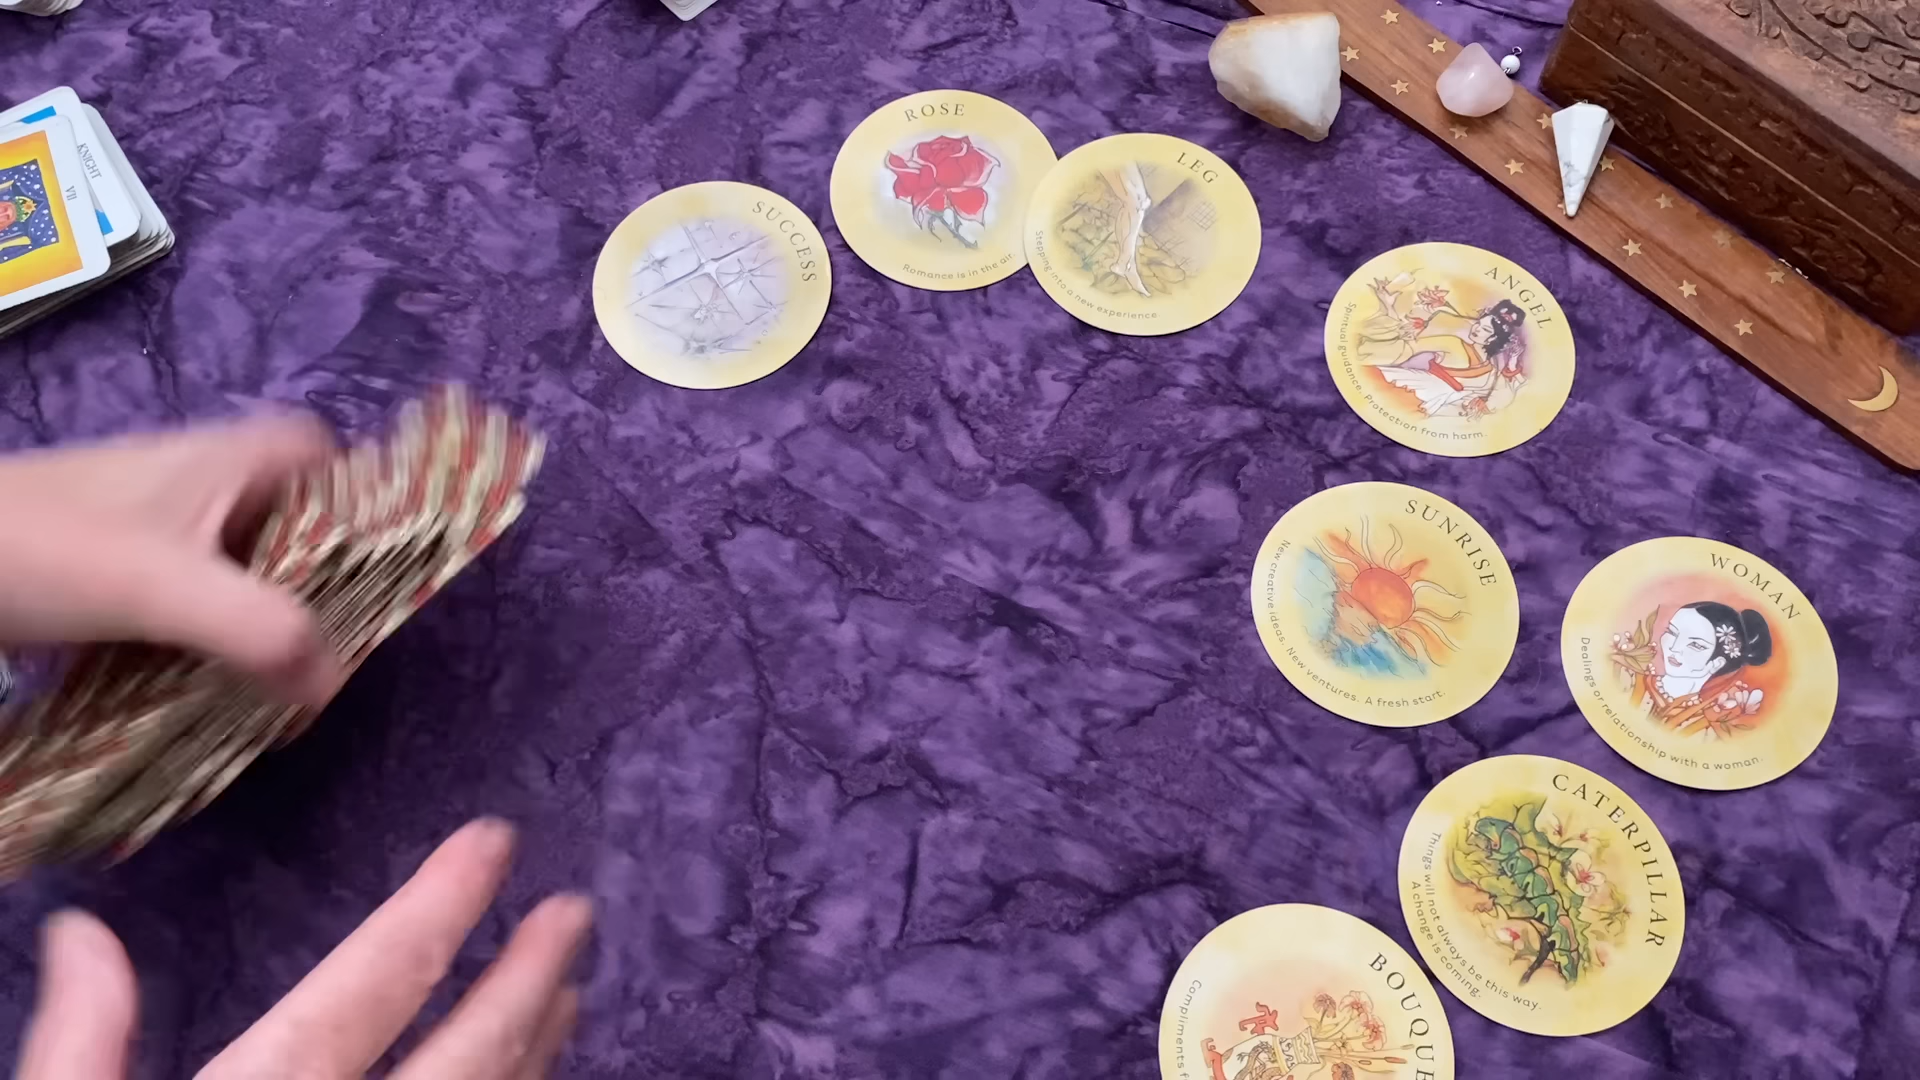 KNIGHT
VII
SUCCESS
ROSE
Romance is in the air.
LEG
Stepping into a new experience.
ANGEL
Spiritual guidance. Protection from harm.
SUNRISE
New creative ideas. New ventures. A fresh start.
WOMAN
Dealings or relationship with a woman.
CATERPILLAR
Things will not always be this way.
A change is coming.
BOUQUE
Compliments